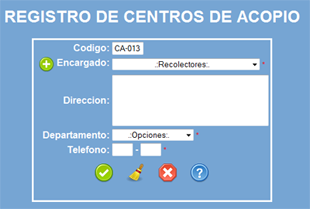 REGISTRO DE CENTROS DE ACOPIO
Codigo: CA-013
Encargado: .:Recolectores:. *
Direccion:
Departamento: .:Opciones:. *
Telefono: - *